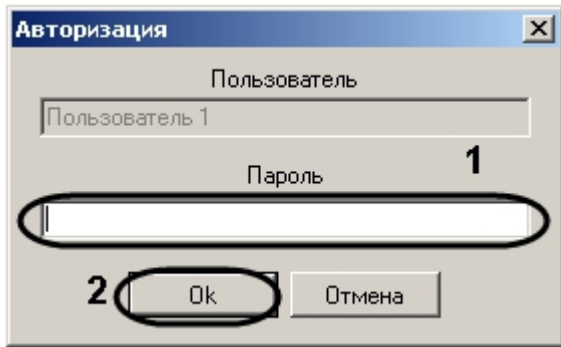 Авторизация
Пользователь
Пользователь 1
1
Пароль
2 Ok Отмена